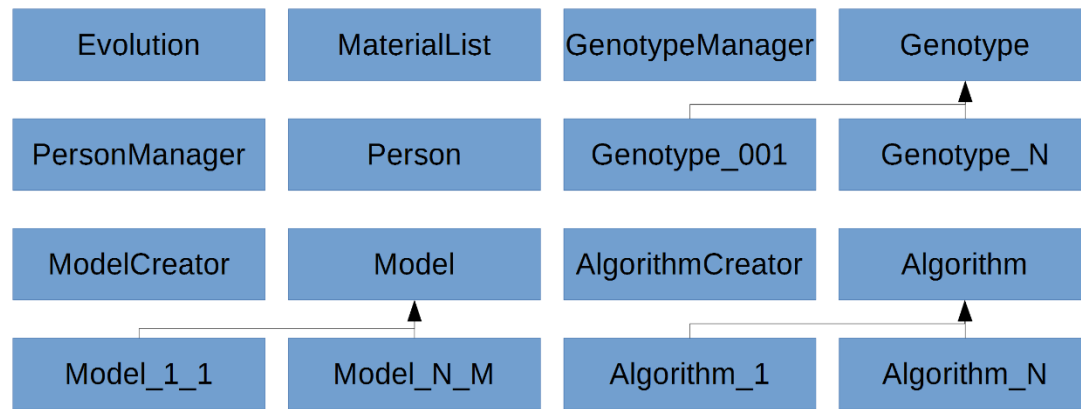 Evolution
MaterialList
GenotypeManager
Genotype
PersonManager
Person
Genotype_001
Genotype_N
ModelCreator
Model
AlgorithmCreator
Algorithm
Model_1_1
Model_N_M
Algorithm_1
Algorithm_N